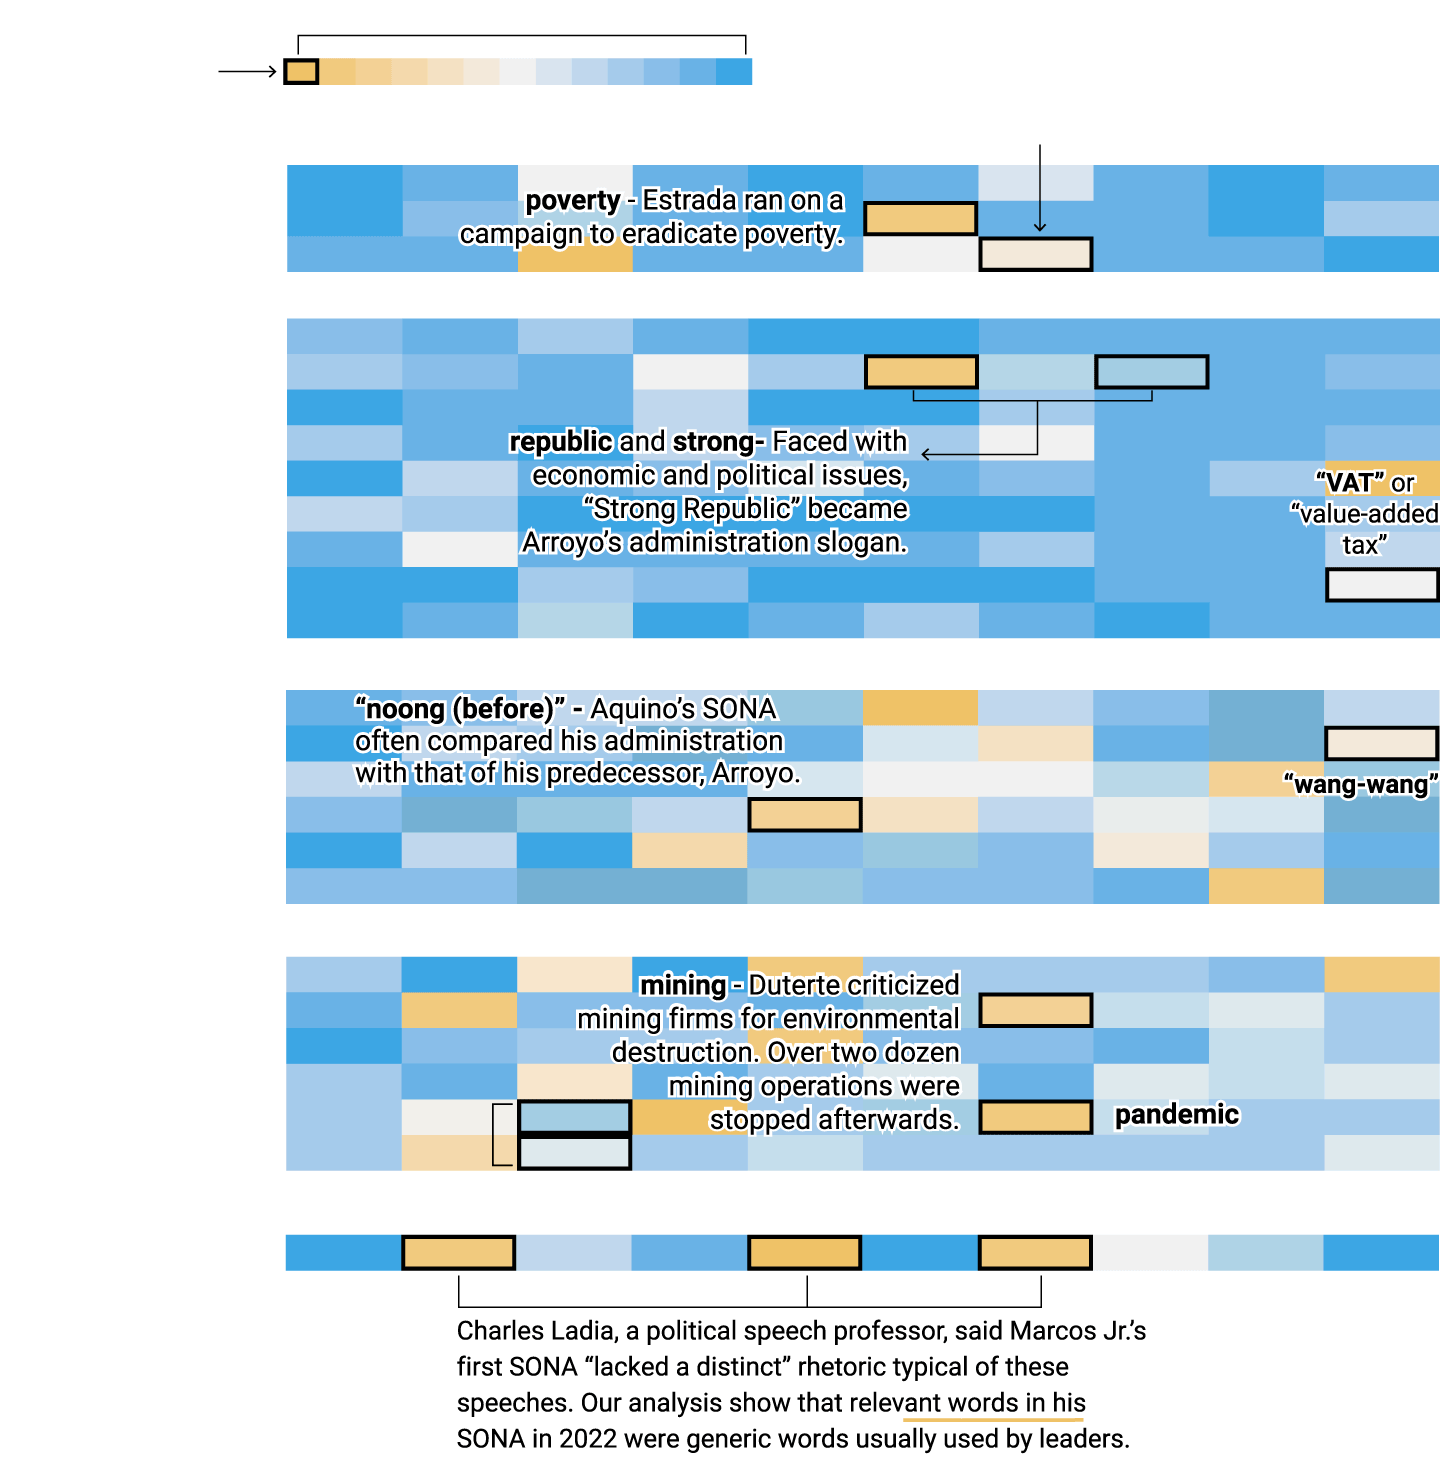 poverty - Estrada ran on a
campaign to eradicate poverty.
republic and strong- Faced with
economic and political issues,
“Strong Republic” became
Arroyo’s administration slogan.
“VAT” or
“value-added
tax”
“noong (before)” - Aquino’s SONA
often compared his administration
with that of his predecessor, Arroyo.
“wang-wang”
mining - Duterte criticized
mining firms for environmental
destruction. Over two dozen
mining operations were
stopped afterwards.
pandemic
Charles Ladia, a political speech professor, said Marcos Jr.’s
first SONA “lacked a distinct” rhetoric typical of these
speeches. Our analysis show that relevant words in his
SONA in 2022 were generic words usually used by leaders.